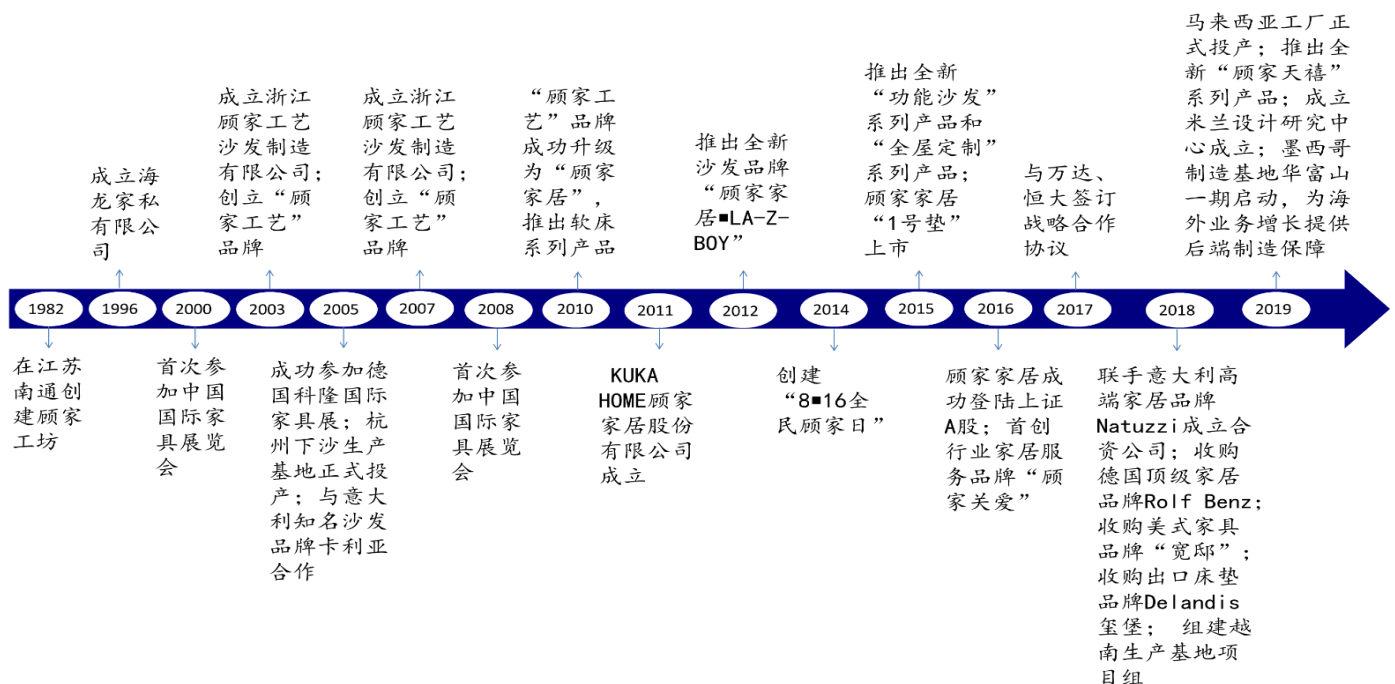 成立海
龙家私
有限公
司
成立浙江
顾家工艺
沙发制造
有限公司；
创立“顾
家工艺”
品牌
成立浙江
顾家工艺
沙发制造
有限公司；
创立“顾
家工艺”
品牌
“顾家工
艺”品牌
成功升级
为“顾家
家居”，
推出软床
系列产品
推出全新
沙发品牌
“顾家家
居■LA-Z-
BOY”
推出全新
“功能沙发”
系列产品和
“全屋定制”
系列产品；
顾家家居
“1号垫”
上市
与万达、
恒大签订
战略合作
协议
马来西亚工厂正
式投产；推出全
新“顾家天禧”
系列产品；成立
米兰设计研究中
心成立；墨西哥
制造基地华富山
一期启动，为海
外业务增长提供
后端制造保障
1982
1996
2000
2003
2005
2007
2008
2010
2011
2012
2014
2015
2016
2017
2018
2019
在江苏
南通创
建顾家
工坊
首次参
加中国
国际家
具展览
会
成功参加德
国科隆国际
家具展；杭
州下沙生产
基地正式投
产；与意大
利知名沙发
品牌卡利亚
合作
首次参
加中国
国际家
具展览
会
KUKA
HOME顾家
家居股份
有限公司
成立
创建
“8■16全
民顾家日”
顾家家居成
功登陆上证
A股；首创
行业家居服
务品牌“顾
家关爱”
联手意大利高
端家居品牌
Natuzzi成立合
资公司；收购
德国顶级家居
品牌Rolf Benz；
收购美式家具
品牌“宽邸”；
收购出口床垫
品牌Delandis
玺堡； 组建越
南生产基地项
目组